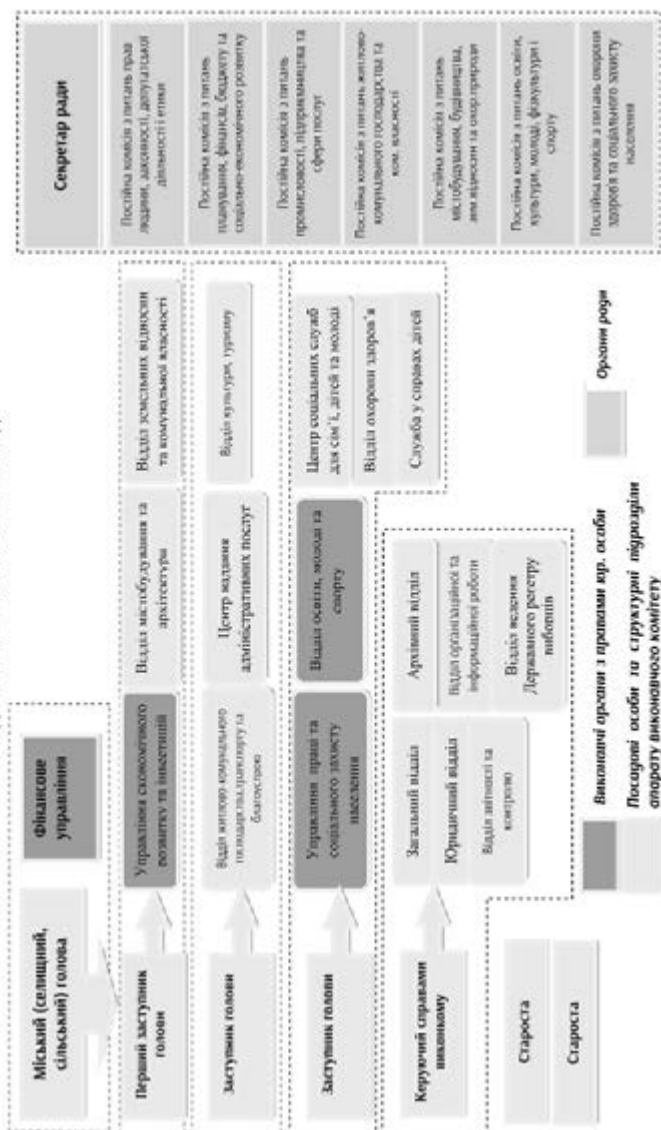 Міський (селищний,
сільський) голова
Фінансове
управління
Перший заступник
голови
Управління економічного
розвитку та інвестицій
Відділ містобудування та
архітектури
Відділ земельних відносин
та комунальної власності
Заступник голови
Відділ житлово-комунального
господарства,транспорту та
благоустрою
Центр надання
адміністративних послуг
Відділ культури, туризму
Заступник голови
Управління праці та
соціального захисту
населення
Відділ освіти, молоді та
спорту
Центр соціальних служб
для сім'ї, дітей та молоді
Відділ охорони здоров'я
Служба у справах дітей
Керуючий справами
виконкому
Загальний відділ
Юридичний відділ
Відділ звітності та
контролю
Архівний відділ
Відділ організаційної та
інформаційної роботи
Відділ ведення
Державного реєстру
виборців
Староста
Староста
Секретар ради
Постійна комісія з питань прав
людини, законності, депутатської
діяльності і етики
Постійна комісія з питань
планування, фінансів, бюджету та
соціально-економічного розвитку
Постійна комісія з питань
промисловості, підприємництва та
сфери послуг
Постійна комісія з питань житлово-
комунального господарства та
ком. власності
Постійна комісія з питань
містобудування, будівництва,
зем відносин та охор природи
Постійна комісія з питань освіти,
культури, молоді, фізкультури і
спорту
Постійна комісія з питань охорони
здоров'я та соціального захисту
населення
Виконавчі органи з правами юр. особи
Посадові особи та структурні підрозділи
апарату виконавчого комітету
Органи ради